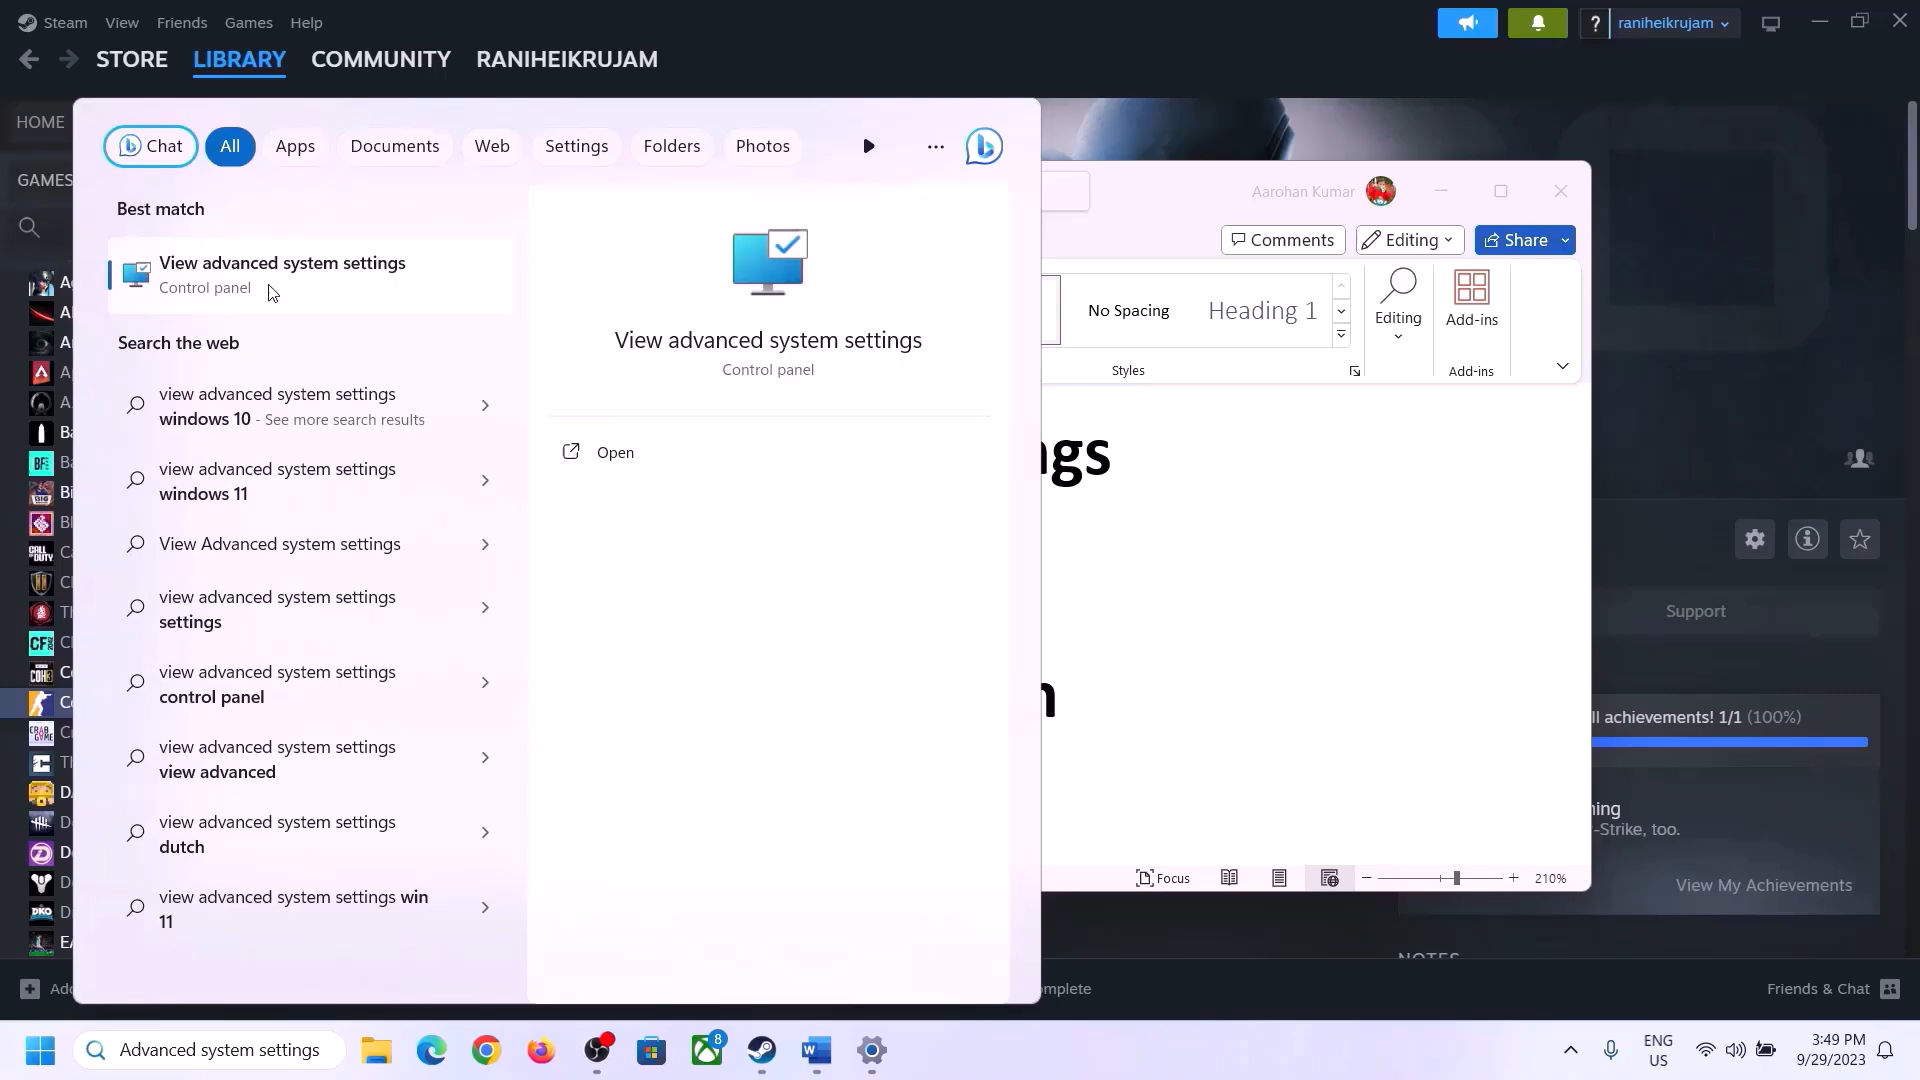 Steam View Friends Games Help
? raniheikrujam
STORE LIBRARY COMMUNITY RANIHEIKRUJAM
HOME
GAMES
Chat All Apps Documents Web Settings Folders Photos
Best match
View advanced system settings
Control panel
Search the web
view advanced system settings
windows 10 - See more search results
view advanced system settings
windows 11
View Advanced system settings
view advanced system settings
settings
view advanced system settings
control panel
view advanced system settings
view advanced
view advanced system settings
dutch
view advanced system settings win
11
View advanced system settings
Control panel
Open
Aarohan Kumar
Comments Editing Share
No Spacing Heading 1
Editing
Add-ins
Styles
Add-ins
ngs
n
Focus
210%
Support
ll achievements! 1/1 (100%)
ning
r-Strike, too.
View My Achievements
Add
mplete
Friends & Chat
Advanced system settings
8
ENG
US
3:49 PM
9/29/2023